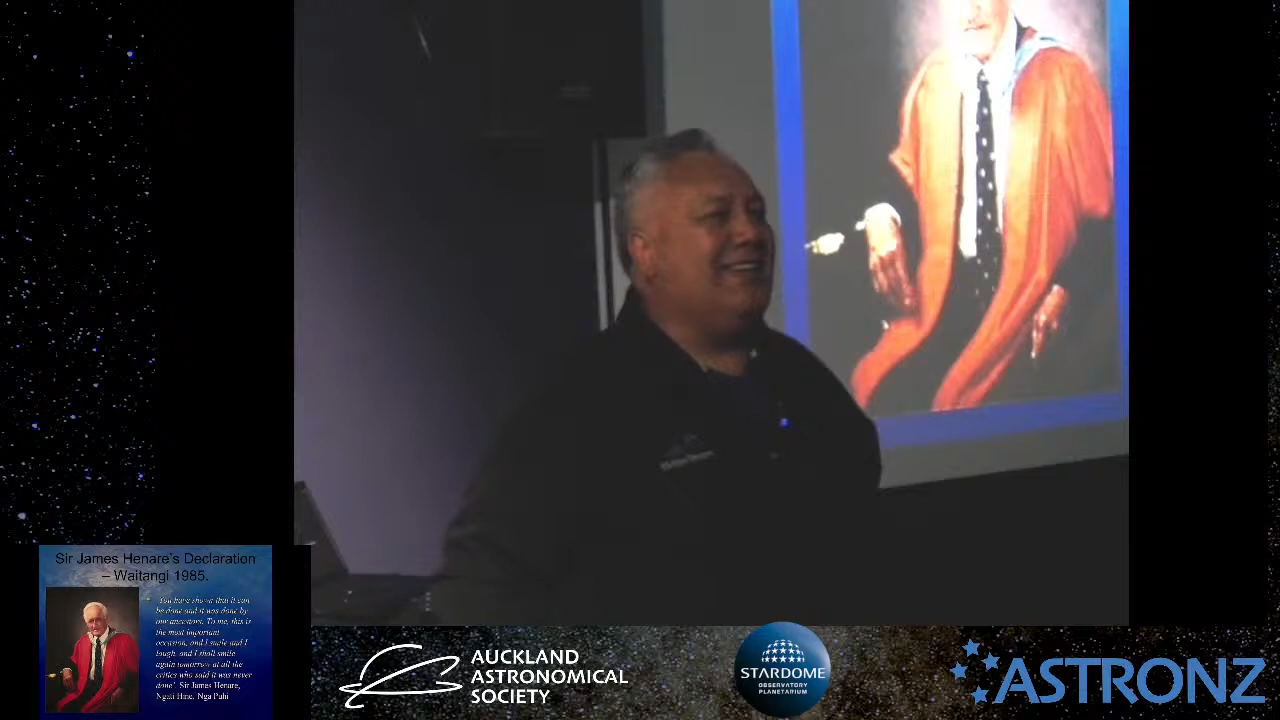 Sir James Henare's Declaration
– Waitangi 1985.
"You have shown that it can
be done and it was done by
our ancestors. To me, this is
the most important
occasion, and I smile and I
laugh, and I shall smile
again tomorrow at all the
critics who said it was never
done". Sir James Henare,
Ngati Hine, Nga Puhi
AUCKLAND
ASTRONOMICAL
SOCIETY
STARDOME
OBSERVATORY
PLANETARIUM
ASTRONZ